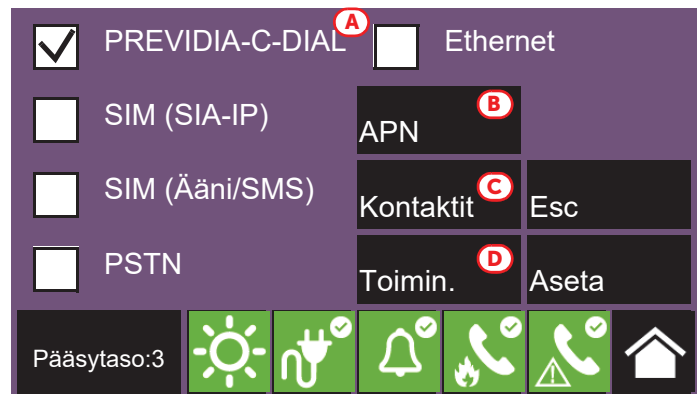 PREVIDIA-C-DIAL A Ethernet
SIM (SIA-IP)
APN B
SIM (Ääni/SMS)
Kontaktit C Esc
PSTN
Toimin. D Aseta
Pääsytaso:3